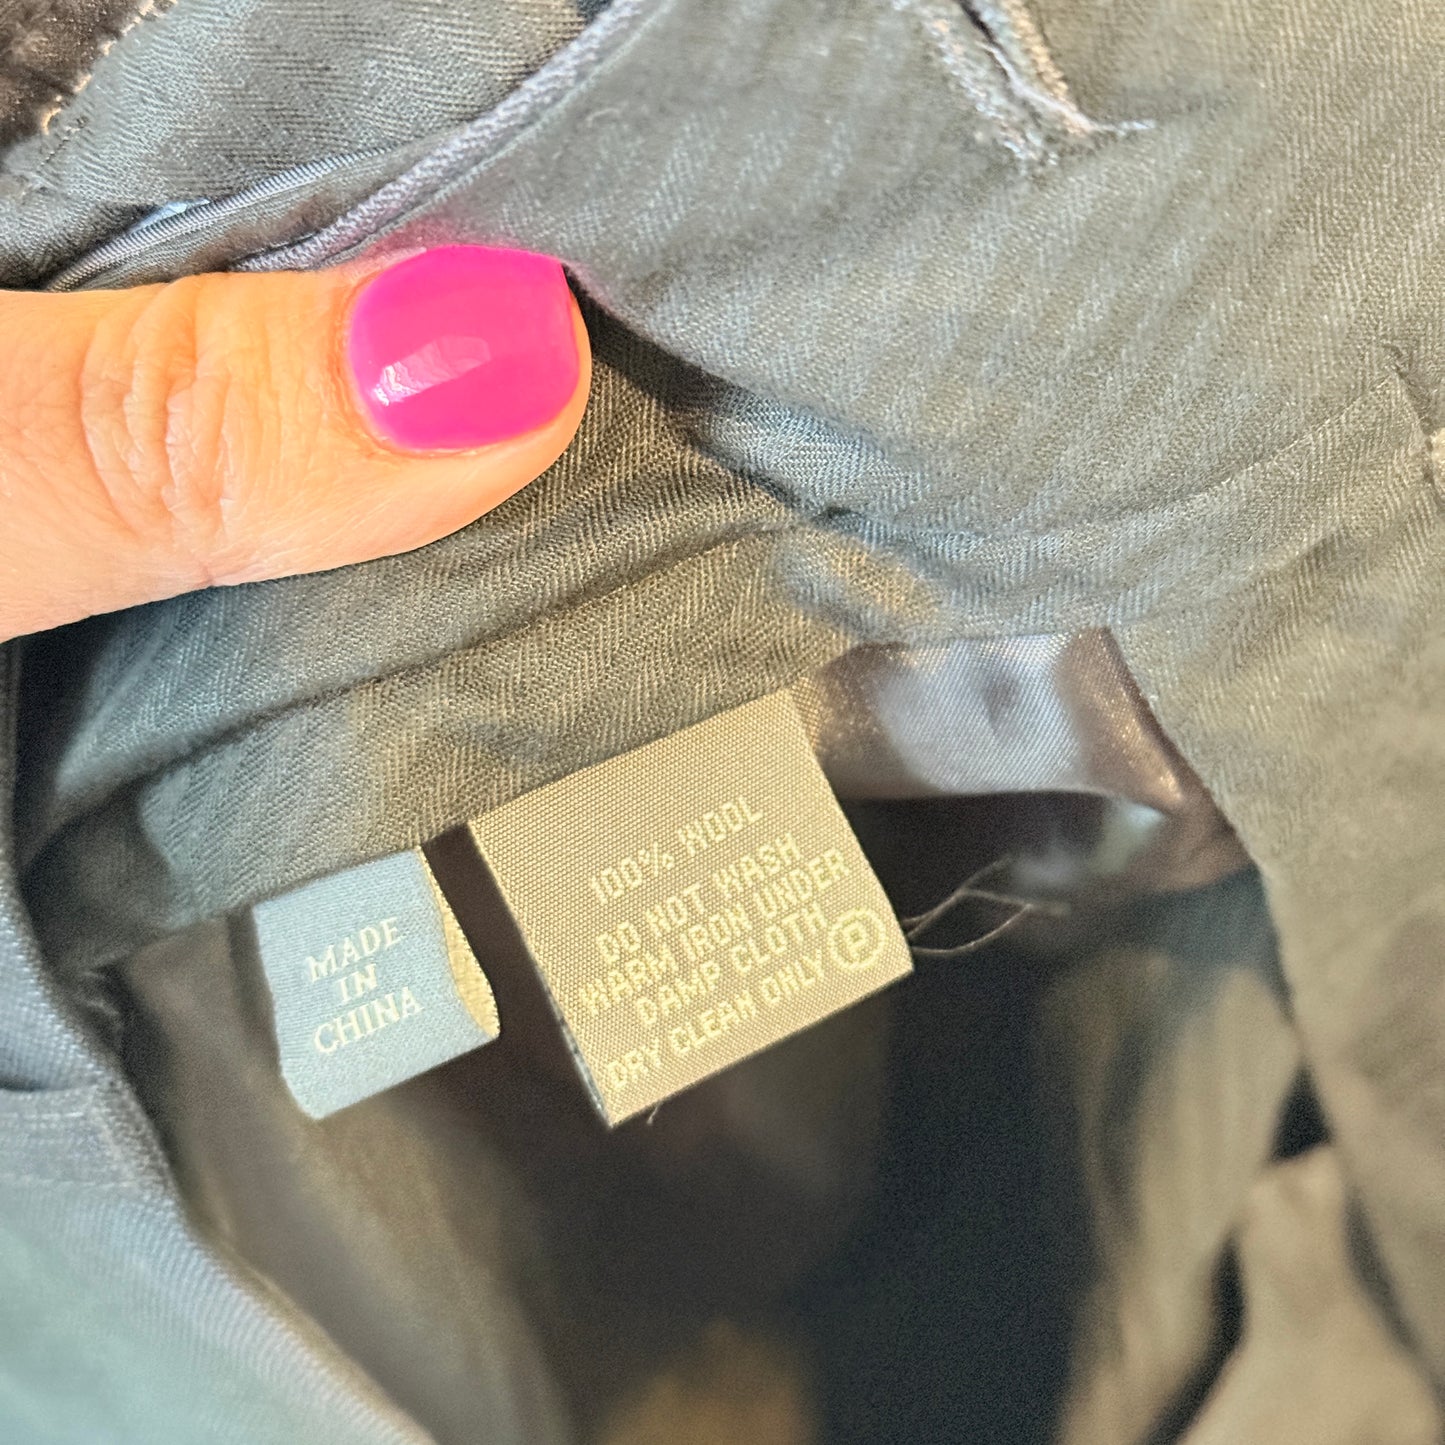 MADE
IN
CHINA
100% WOOL
DO NOT WASH
WARM IRON UNDER
DAMP CLOTH
DRY CLEAN ONLY Ⓟ